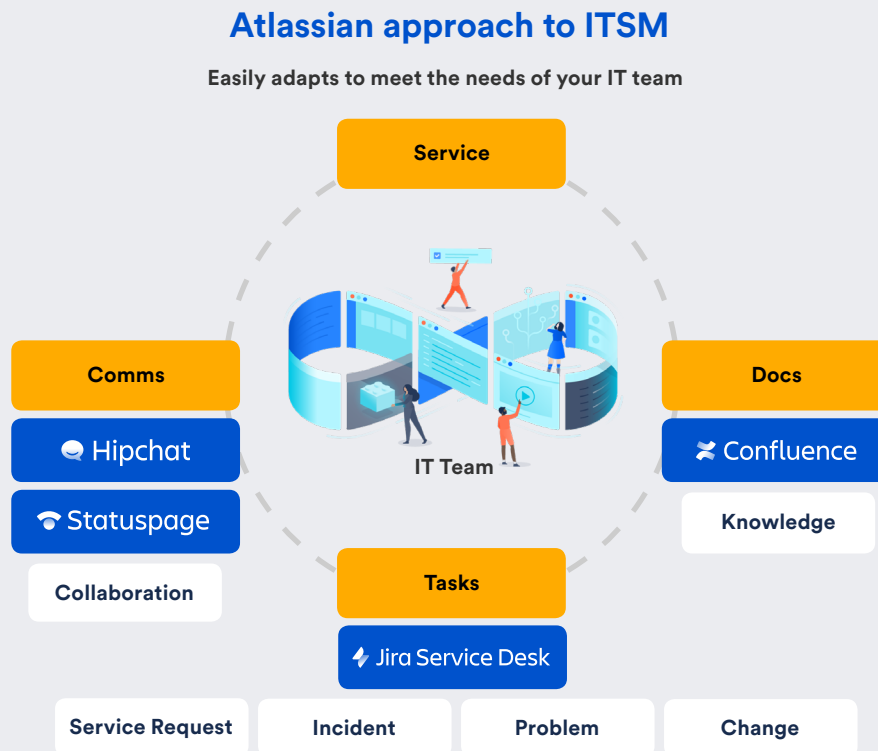 Atlassian approach to ITSM
Easily adapts to meet the needs of your IT team
Service
Comms
Hipchat
Statuspage
Collaboration
IT Team
Docs
Confluence
Knowledge
Tasks
Jira Service Desk
Service Request
Incident
Problem
Change